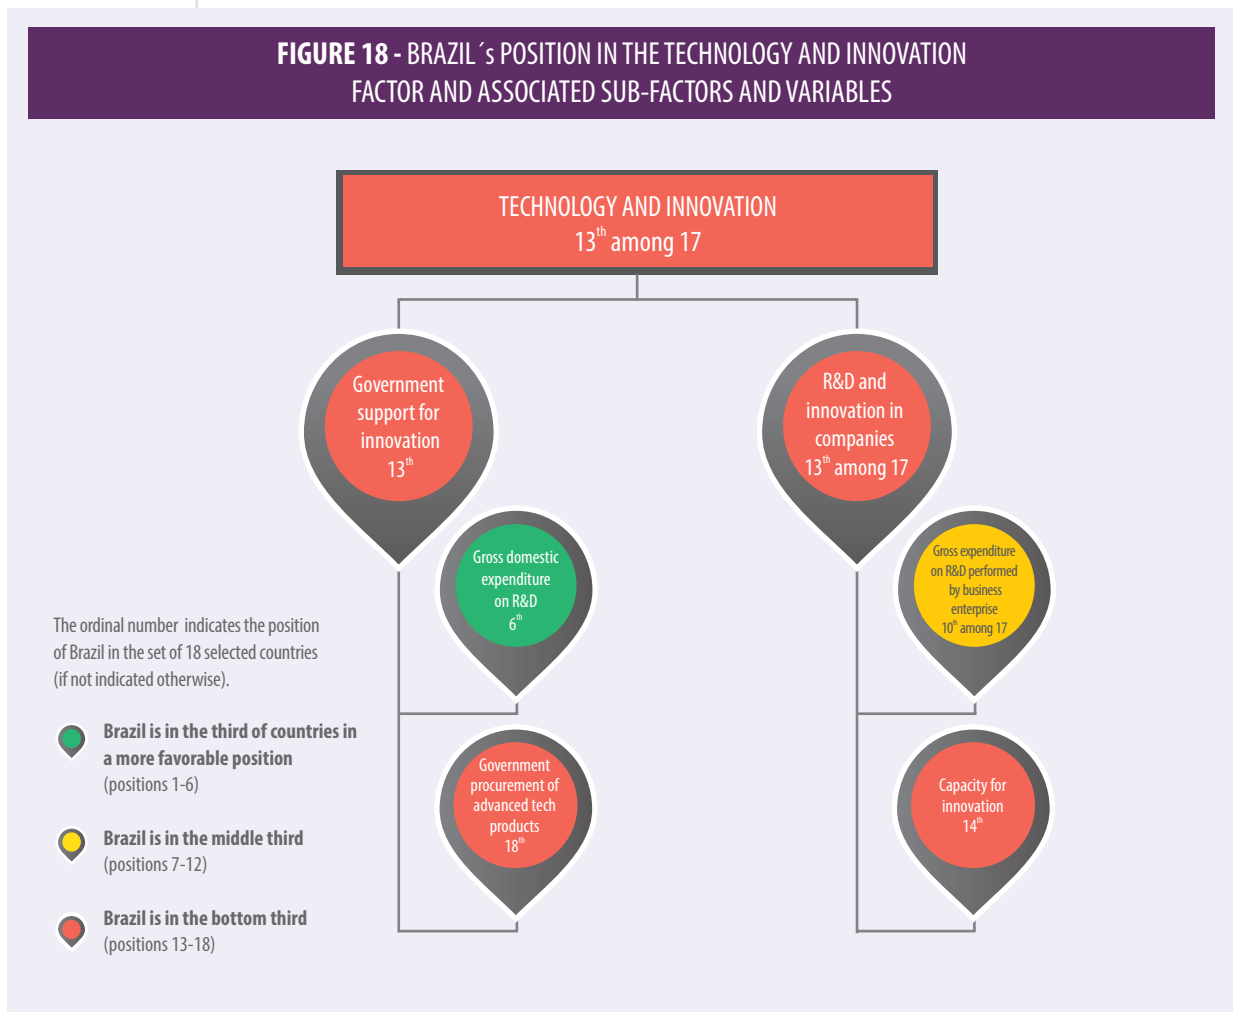 FIGURE 18 - BRAZIL ´s POSITION IN THE TECHNOLOGY AND INNOVATION
FACTOR AND ASSOCIATED SUB-FACTORS AND VARIABLES
TECHNOLOGY AND INNOVATION
13th among 17
Government
support for
innovation
13th
R&D and
innovation in
companies
13th among 17
Gross domestic
expenditure
on R&D
6th
Gross expenditure
on R&D performed
by business
enterprise
10th among 17
Government
procurement of
advanced tech
products
18th
Capacity for
innovation
14th
The ordinal number indicates the position
of Brazil in the set of 18 selected countries
(if not indicated otherwise).
Brazil is in the third of countries in
a more favorable position
(positions 1-6)
Brazil is in the middle third
(positions 7-12)
Brazil is in the bottom third
(positions 13-18)